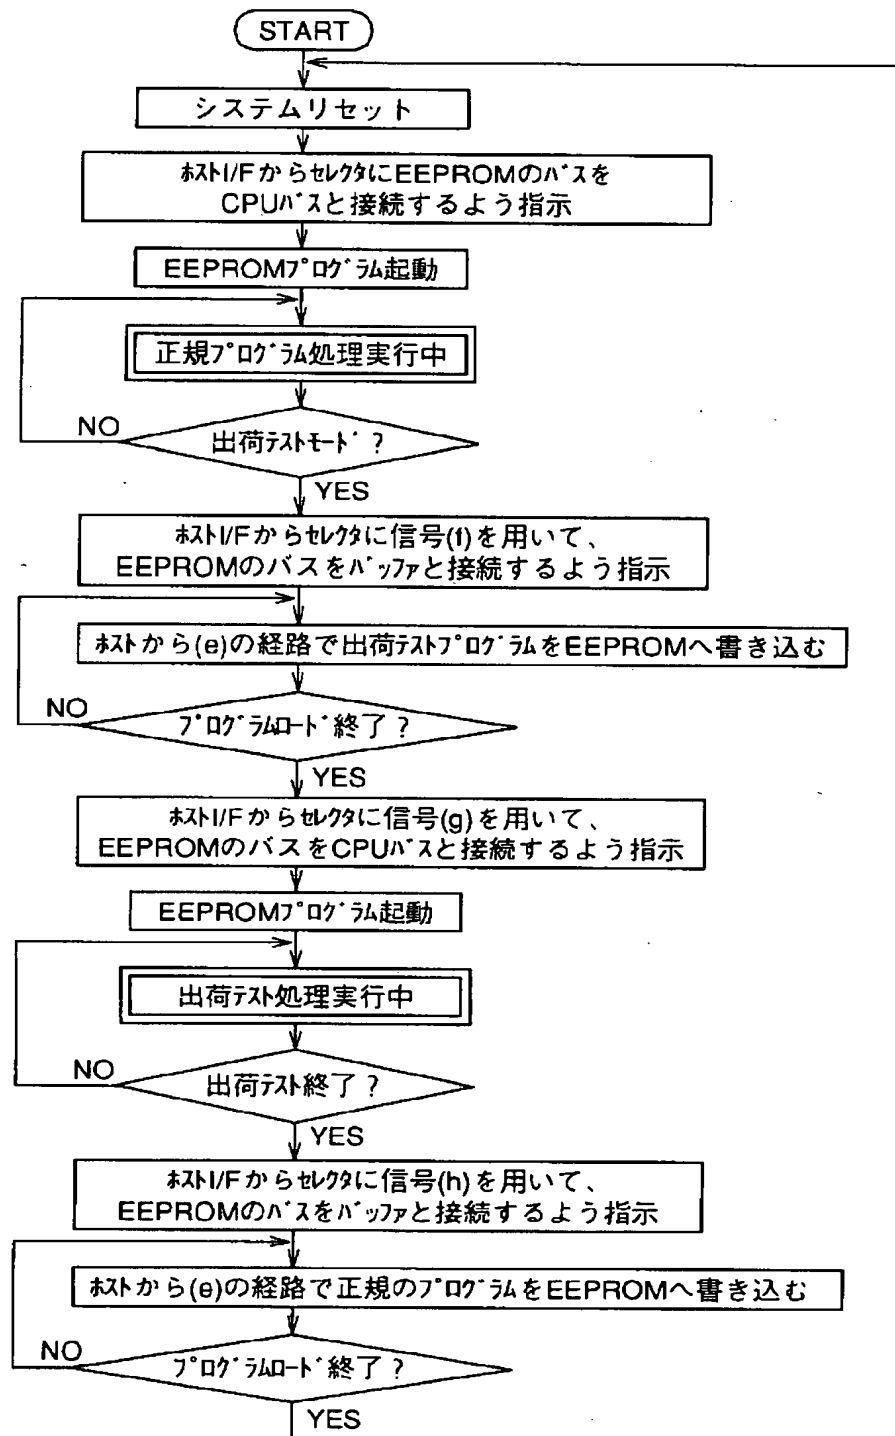 START
システムリセット
ﾎｽﾄI/FからｾﾚｸﾀにEEPROMのﾊﾞｽを
CPUﾊﾞｽと接続するよう指示
EEPROMﾌﾟﾛｸﾞﾗﾑ起動
正規ﾌﾟﾛｸﾞﾗﾑ処理実行中
NO
出荷ﾃｽﾄﾓｰﾄﾞ?
YES
ﾎｽﾄI/Fからｾﾚｸﾀに信号(f)を用いて、
EEPROMのバスをﾊﾞｯﾌｧと接続するよう指示
ﾎｽﾄから(e)の経路で出荷ﾃｽﾄﾌﾟﾛｸﾞﾗﾑをEEPROMへ書き込む
NO
ﾌﾟﾛｸﾞﾗﾑﾛｰﾄﾞ終了?
YES
ﾎｽﾄI/Fからｾﾚｸﾀに信号(g)を用いて、
EEPROMのバスをCPUﾊﾞｽと接続するよう指示
EEPROMﾌﾟﾛｸﾞﾗﾑ起動
出荷ﾃｽﾄ処理実行中
NO
出荷ﾃｽﾄ終了?
YES
ﾎｽﾄI/Fからｾﾚｸﾀに信号(h)を用いて、
EEPROMのﾊﾞｽをﾊﾞｯﾌｧと接続するよう指示
ﾎｽﾄから(e)の経路で正規のﾌﾟﾛｸﾞﾗﾑをEEPROMへ書き込む
NO
ﾌﾟﾛｸﾞﾗﾑﾛｰﾄﾞ終了?
YES